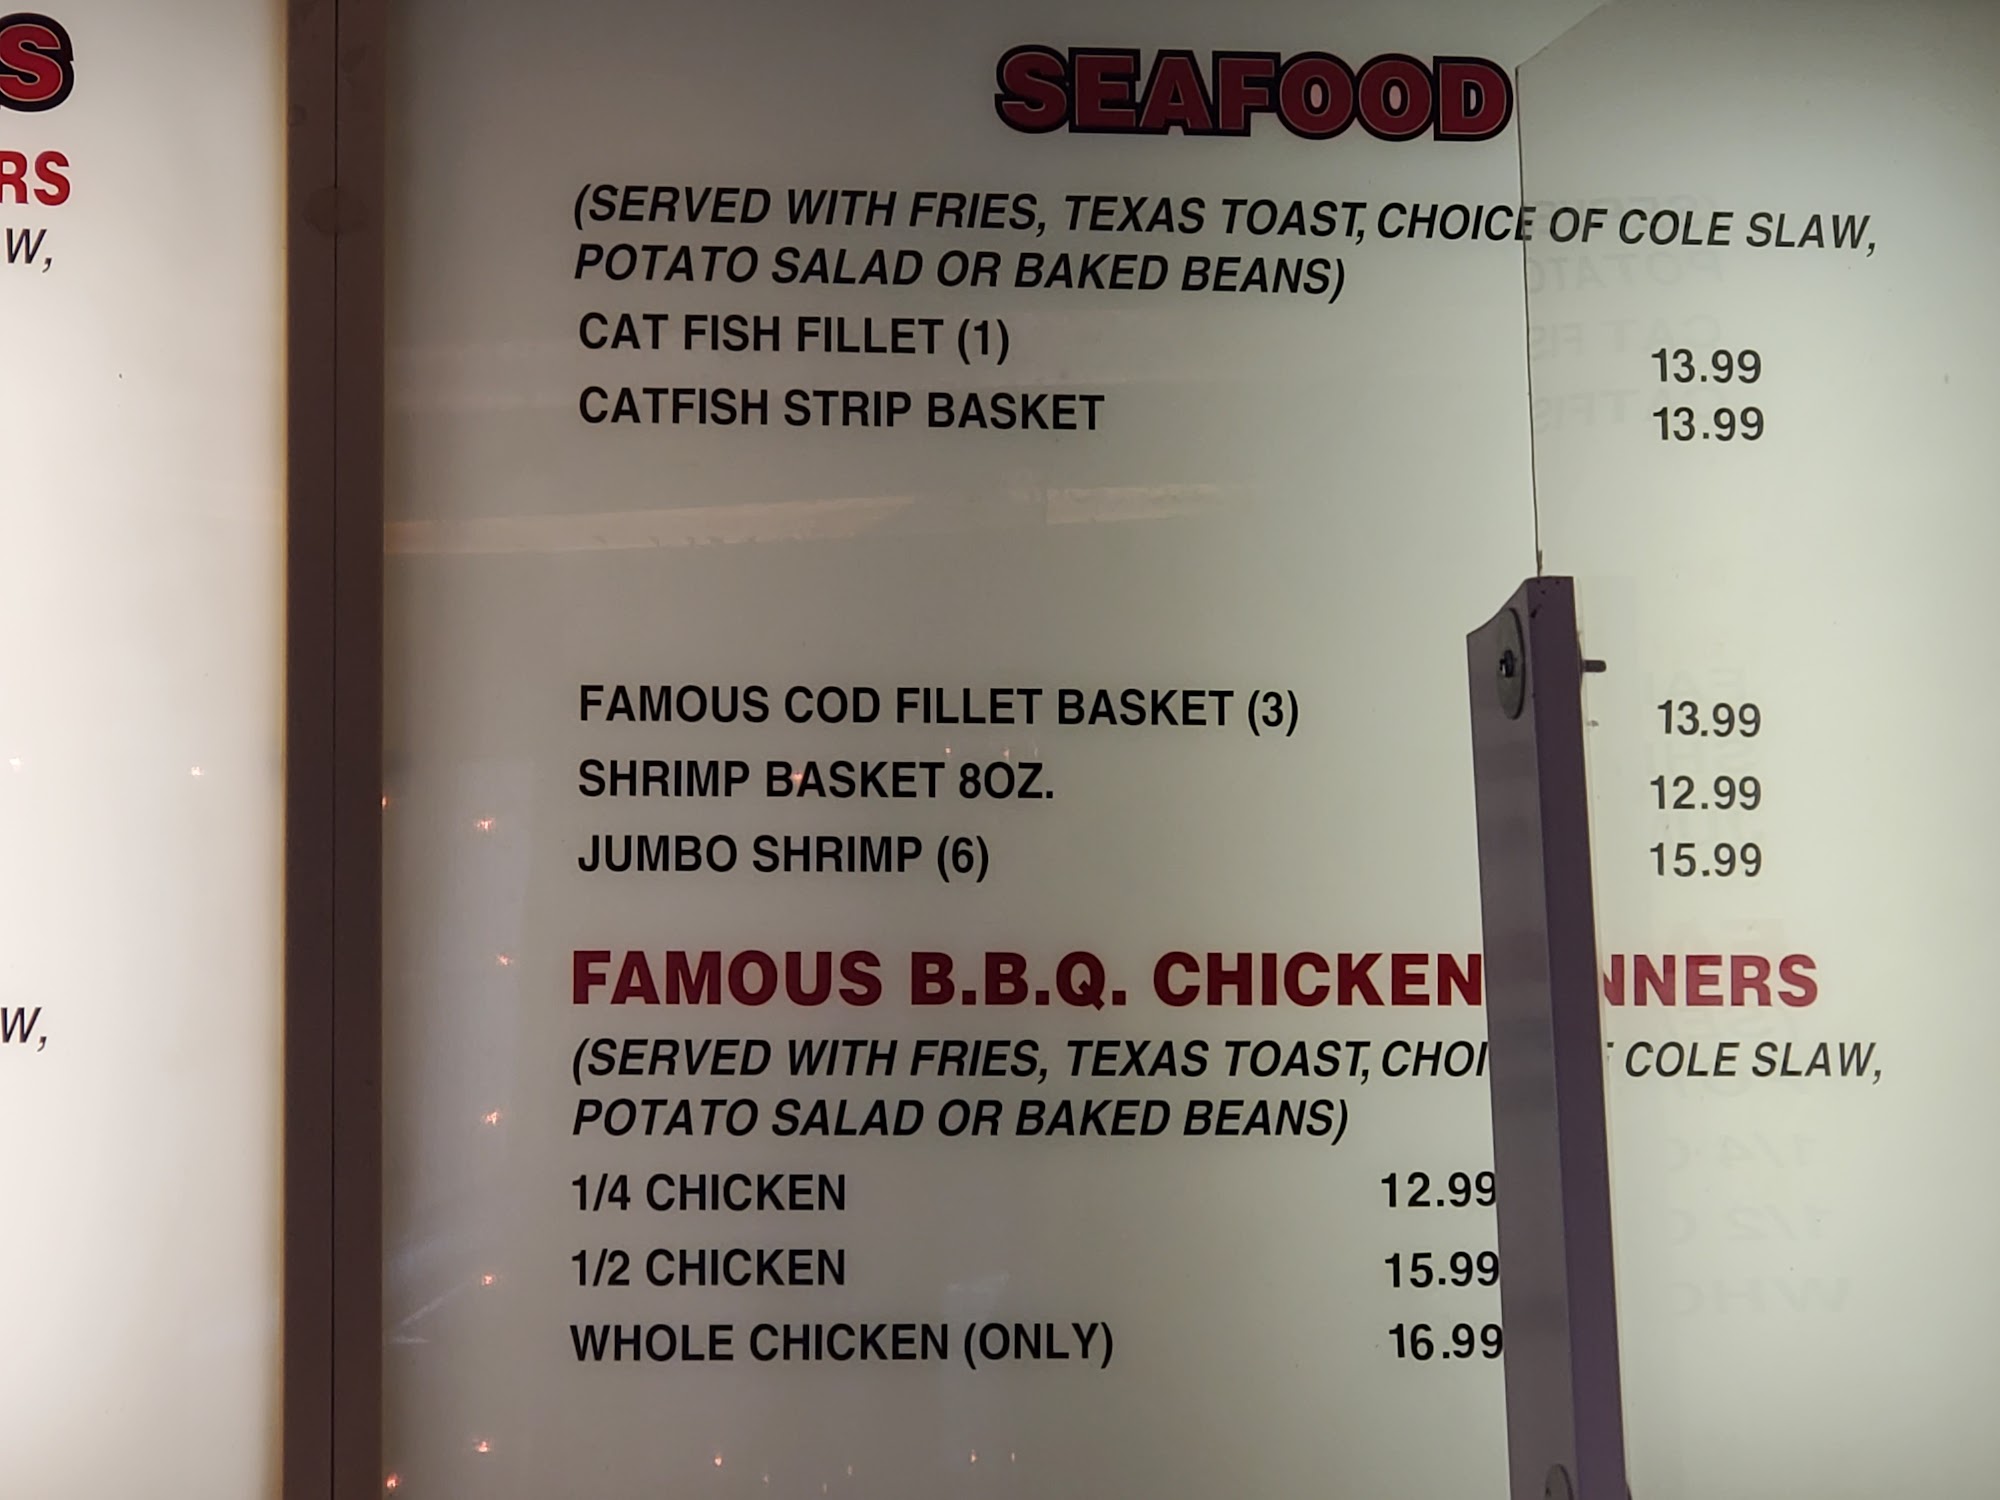 S
RS
W,
W,
SEAFOOD
(SERVED WITH FRIES, TEXAS TOAST, CHOICE OF COLE SLAW,
POTATO SALAD OR BAKED BEANS)
CAT FISH FILLET (1) 13.99
CATFISH STRIP BASKET 13.99
FAMOUS COD FILLET BASKET (3) 13.99
SHRIMP BASKET 8OZ. 12.99
JUMBO SHRIMP (6) 15.99
FAMOUS B.B.Q. CHICKEN NNERS
(SERVED WITH FRIES, TEXAS TOAST, CHOI COLE SLAW,
POTATO SALAD OR BAKED BEANS)
1/4 CHICKEN 12.99
1/2 CHICKEN 15.99
WHOLE CHICKEN (ONLY) 16.99